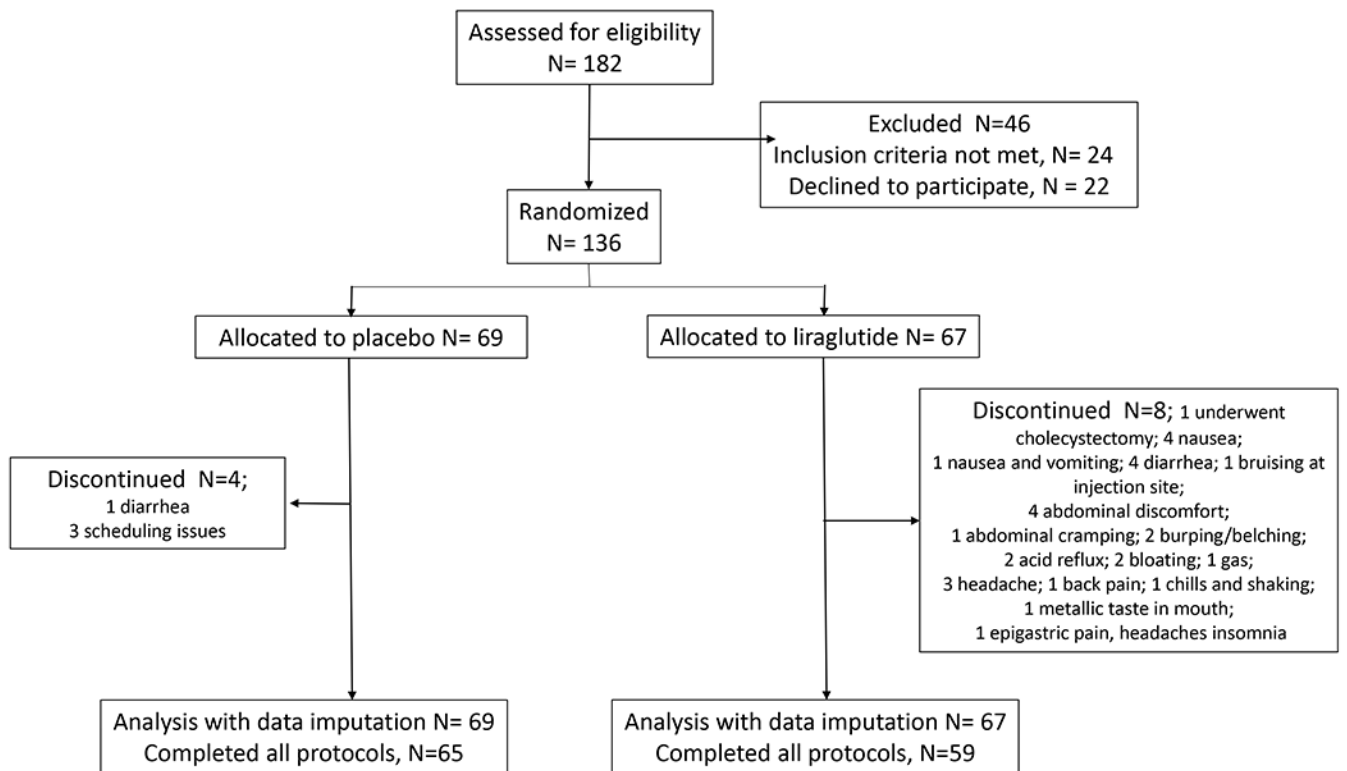 Assessed for eligibility
N= 182
Excluded N=46
Inclusion criteria not met, N= 24
Declined to participate, N = 22
Randomized
N= 136
Allocated to placebo N= 69
Allocated to liraglutide N= 67
Discontinued N=4;
1 diarrhea
3 scheduling issues
Discontinued N=8; 1 underwent
cholecystectomy; 4 nausea;
1 nausea and vomiting; 4 diarrhea; 1 bruising at
injection site;
4 abdominal discomfort;
1 abdominal cramping; 2 burping/belching;
2 acid reflux; 2 bloating; 1 gas;
3 headache; 1 back pain; 1 chills and shaking;
1 metallic taste in mouth;
1 epigastric pain, headaches insomnia
Analysis with data imputation N= 69
Completed all protocols, N=65
Analysis with data imputation N= 67
Completed all protocols, N=59